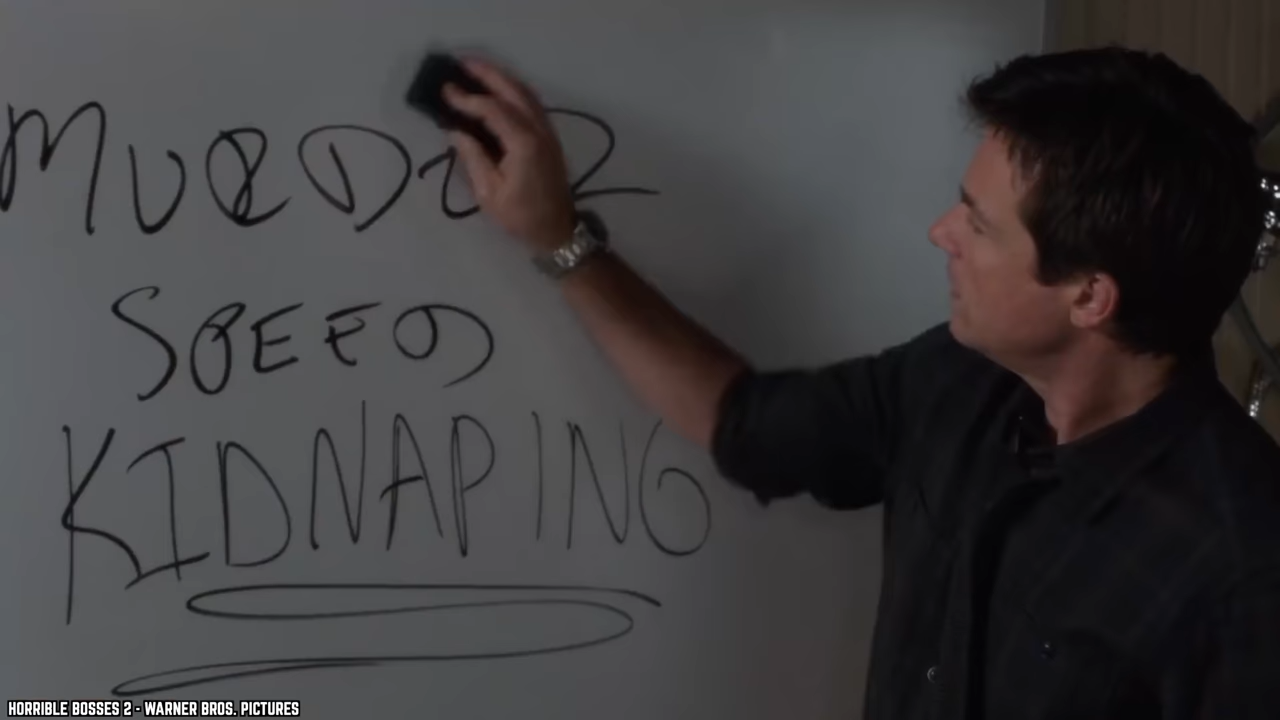 MURDER
SPEED
KIDNAPING
HORRIBLE BOSSES 2 - WARNER BROS. PICTURES